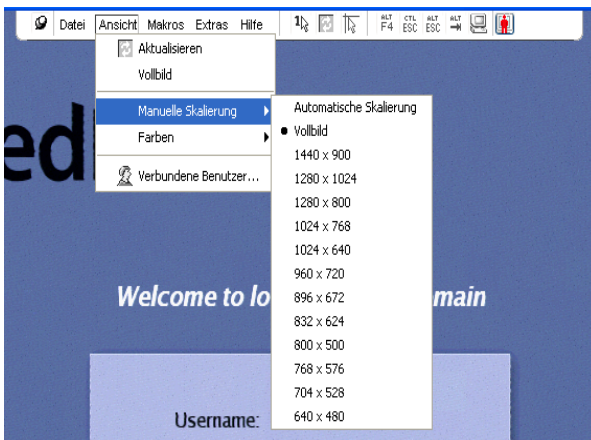 Datei Ansicht Makros Extras Hilfe 1 ALT F4 CTL ESC ALT ESC ALT
Aktualisieren
Vollbild
Manuelle Skalierung
Farben
Verbundene Benutzer...
Automatische Skalierung
Vollbild
1440 x 900
1280 x 1024
1280 x 800
1024 x 768
1024 x 640
960 x 720
896 x 672
832 x 624
800 x 500
768 x 576
704 x 528
640 x 480
ed
Welcome to lo main
Username: